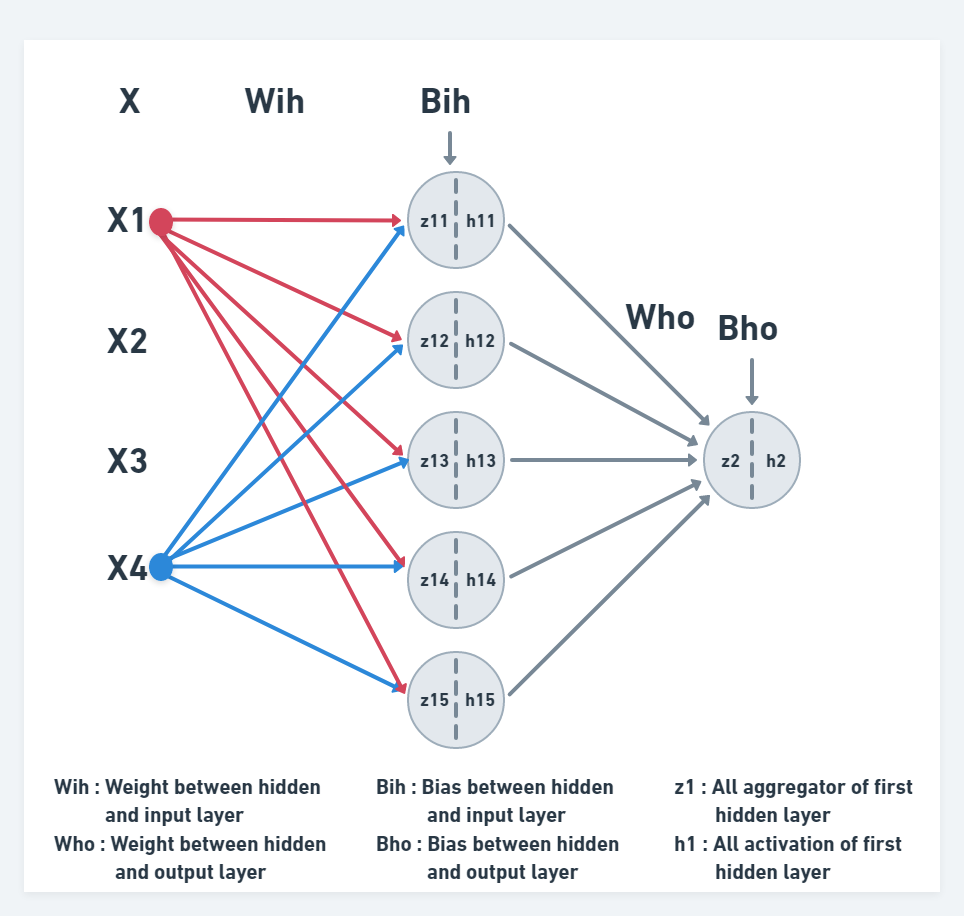 X Wih Bih
X1 z11 h11
Who Bho
X2 z12 h12
X3 z13 h13 z2 h2
X4 z14 h14
z15 h15
Wih : Weight between hidden
and input layer
Who : Weight between hidden
and output layer
Bih : Bias between hidden
and input layer
Bho : Bias between hidden
and output layer
z1 : All aggregator of first
hidden layer
h1 : All activation of first
hidden layer